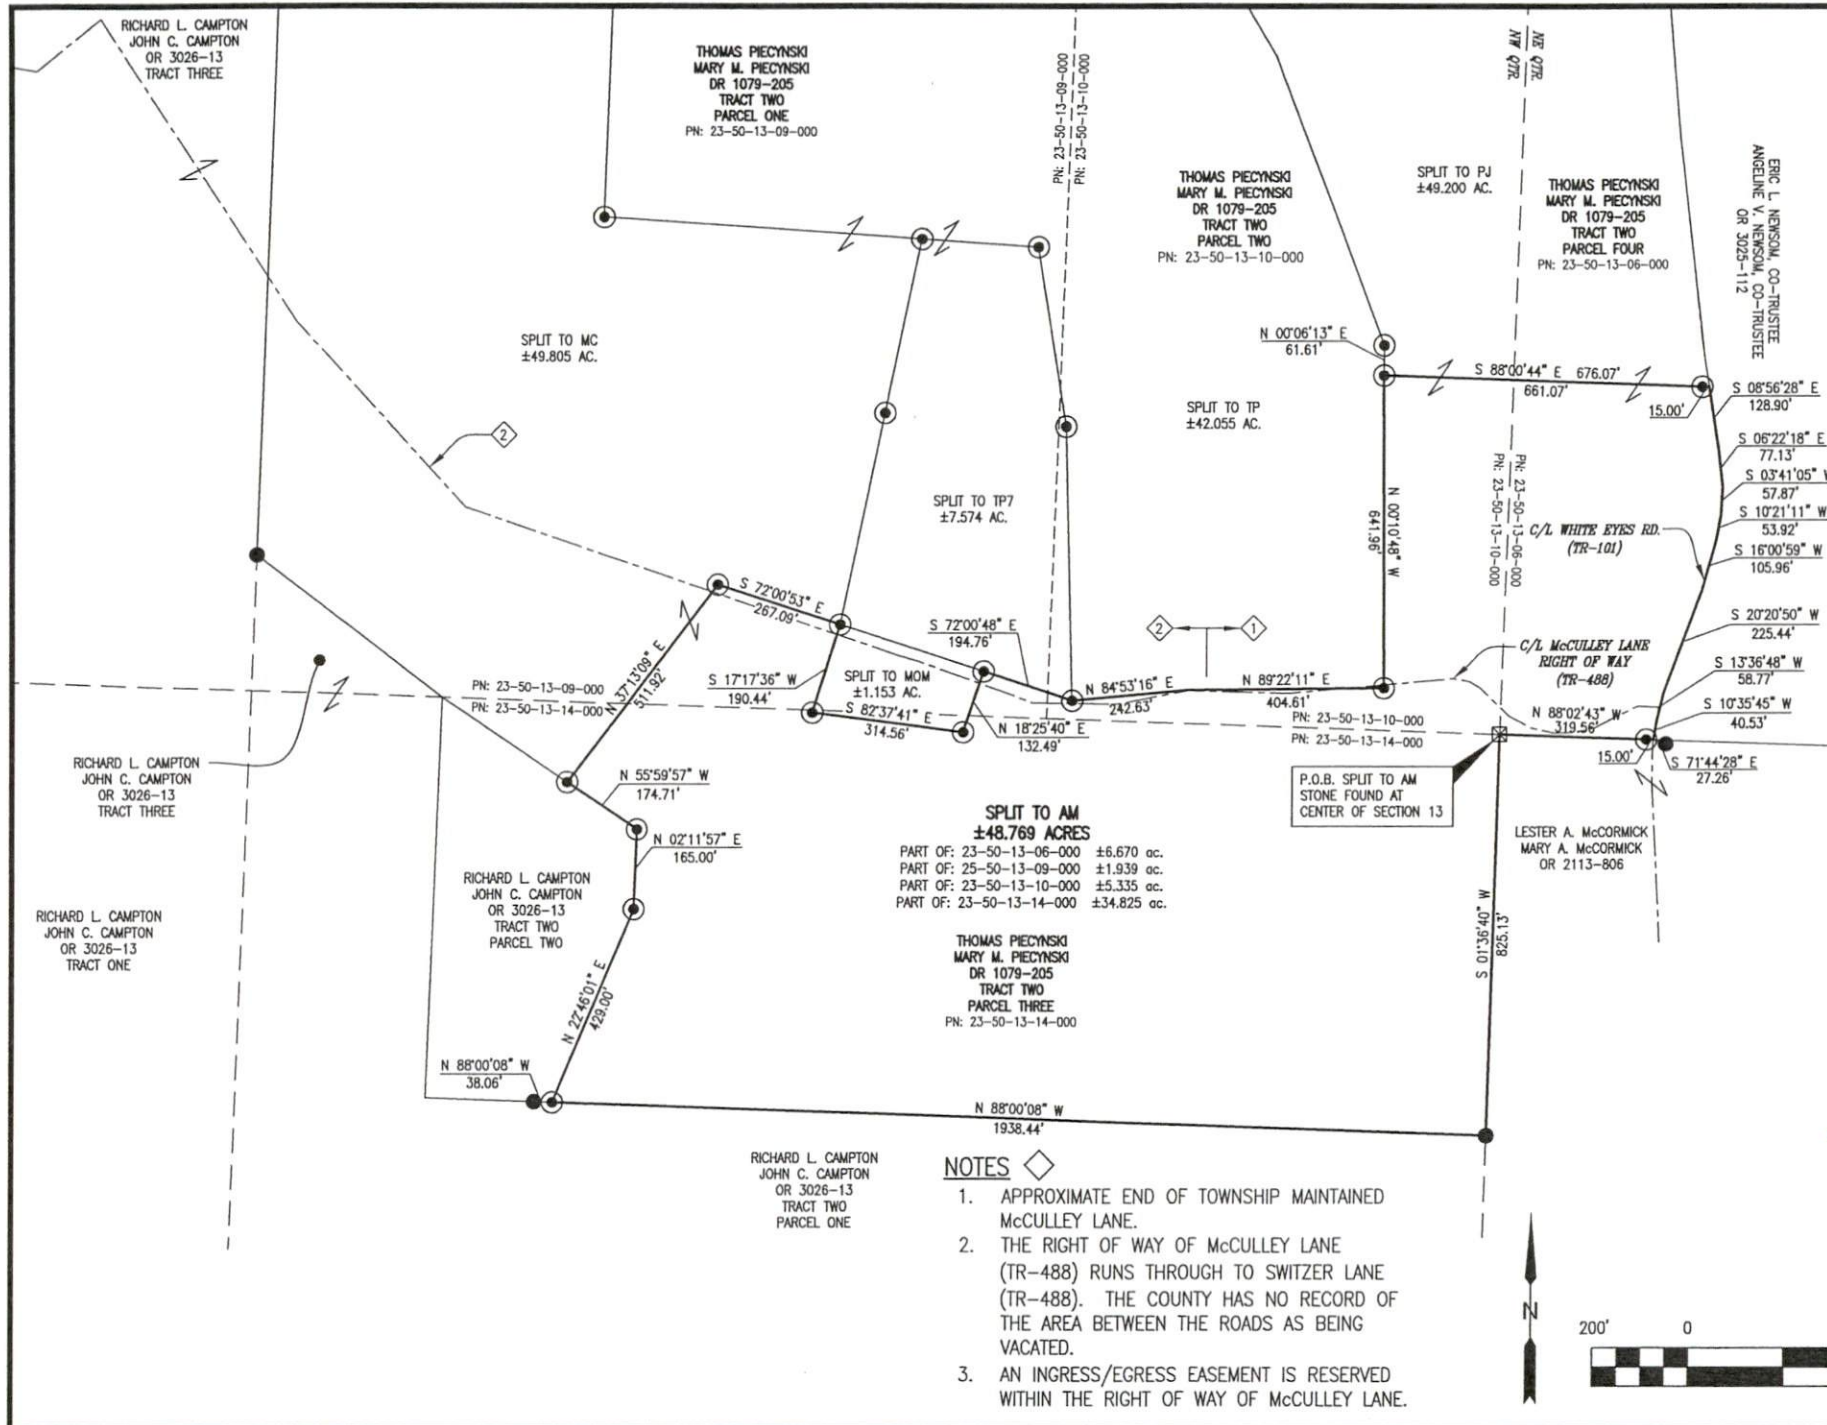 RICHARD L. CAMPTON
JOHN C. CAMPTON
OR 3026-13
TRACT THREE
THOMAS PIECYNSKI
MARY M. PIECYNSKI
DR 1079-205
TRACT TWO
PARCEL ONE
PN: 23-50-13-09-000
PN: 23-50-13-09-000
PN: 23-50-13-10-000
NW QTR.
NE QTR.
THOMAS PIECYNSKI
MARY M. PIECYNSKI
DR 1079-205
TRACT TWO
PARCEL TWO
PN: 23-50-13-10-000
SPLIT TO PJ
±49.200 AC.
THOMAS PIECYNSKI
MARY M. PIECYNSKI
DR 1079-205
TRACT TWO
PARCEL FOUR
PN: 23-50-13-06-000
ERIC L. NEWSOM, CO-TRUSTEE
ANGELINE V. NEWSOM, CO-TRUSTEE
OR 3025-112
SPLIT TO MC
±49.805 AC.
N 00°06'13" E
61.61'
S 88°00'44" E 676.07'
661.07'
15.00'
S 08°56'28" E
128.90'
SPLIT TO TP
±42.055 AC.
2
S 06°22'18" E
77.13'
S 03°41'05" W
57.87'
S 10°21'11" W
53.92'
S 16°00'59" W
105.96'
SPLIT TO TP7
±7.574 AC.
N 00°10'48" W
641.96'
PN: 23-50-13-10-000
PN: 23-50-13-06-000
C/L WHITE EYES RD.
(TR-101)
S 20°20'50" W
225.44'
S 72°00'53" E
267.09'
S 72°00'48" E
194.76'
2
1
C/L McCULLEY LANE
RIGHT OF WAY
(TR-488)
S 13°36'48" W
58.77'
N 37°13'09" E
511.92'
S 17°17'36" W
190.44'
SPLIT TO MOM
±1.153 AC.
N 84°53'16" E
242.63'
N 89°22'11" E
404.61'
S 10°35'45" W
40.53'
PN: 23-50-13-09-000
PN: 23-50-13-14-000
S 82°37'41" E
314.56'
N 18°25'40" E
132.49'
PN: 23-50-13-10-000
PN: 23-50-13-14-000
N 88°02'43" W
319.56'
15.00'
S 71°44'28" E
27.26'
RICHARD L. CAMPTON
JOHN C. CAMPTON
OR 3026-13
TRACT THREE
N 55°59'57" W
174.71'
P.O.B. SPLIT TO AM
STONE FOUND AT
CENTER OF SECTION 13
N 02°11'57" E
165.00'
SPLIT TO AM
±48.769 ACRES
PART OF: 23-50-13-06-000 ±6.670 ac.
PART OF: 25-50-13-09-000 ±1.939 ac.
PART OF: 23-50-13-10-000 ±5.335 ac.
PART OF: 23-50-13-14-000 ±34.825 ac.
LESTER A. McCORMICK
MARY A. McCORMICK
OR 2113-806
RICHARD L. CAMPTON
JOHN C. CAMPTON
OR 3026-13
TRACT TWO
PARCEL TWO
RICHARD L. CAMPTON
JOHN C. CAMPTON
OR 3026-13
TRACT ONE
S 01°36'40" W
825.13'
THOMAS PIECYNSKI
MARY M. PIECYNSKI
DR 1079-205
TRACT TWO
PARCEL THREE
PN: 23-50-13-14-000
N 22°46'01" E
429.00'
N 88°00'08" W
38.06'
N 88°00'08" W
1938.44'
RICHARD L. CAMPTON
JOHN C. CAMPTON
OR 3026-13
TRACT TWO
PARCEL ONE
NOTES
1. APPROXIMATE END OF TOWNSHIP MAINTAINED
McCULLEY LANE.
2. THE RIGHT OF WAY OF McCULLEY LANE
(TR-488) RUNS THROUGH TO SWITZER LANE
(TR-488). THE COUNTY HAS NO RECORD OF
THE AREA BETWEEN THE ROADS AS BEING
VACATED.
3. AN INGRESS/EGRESS EASEMENT IS RESERVED
WITHIN THE RIGHT OF WAY OF McCULLEY LANE.
N
200' 0